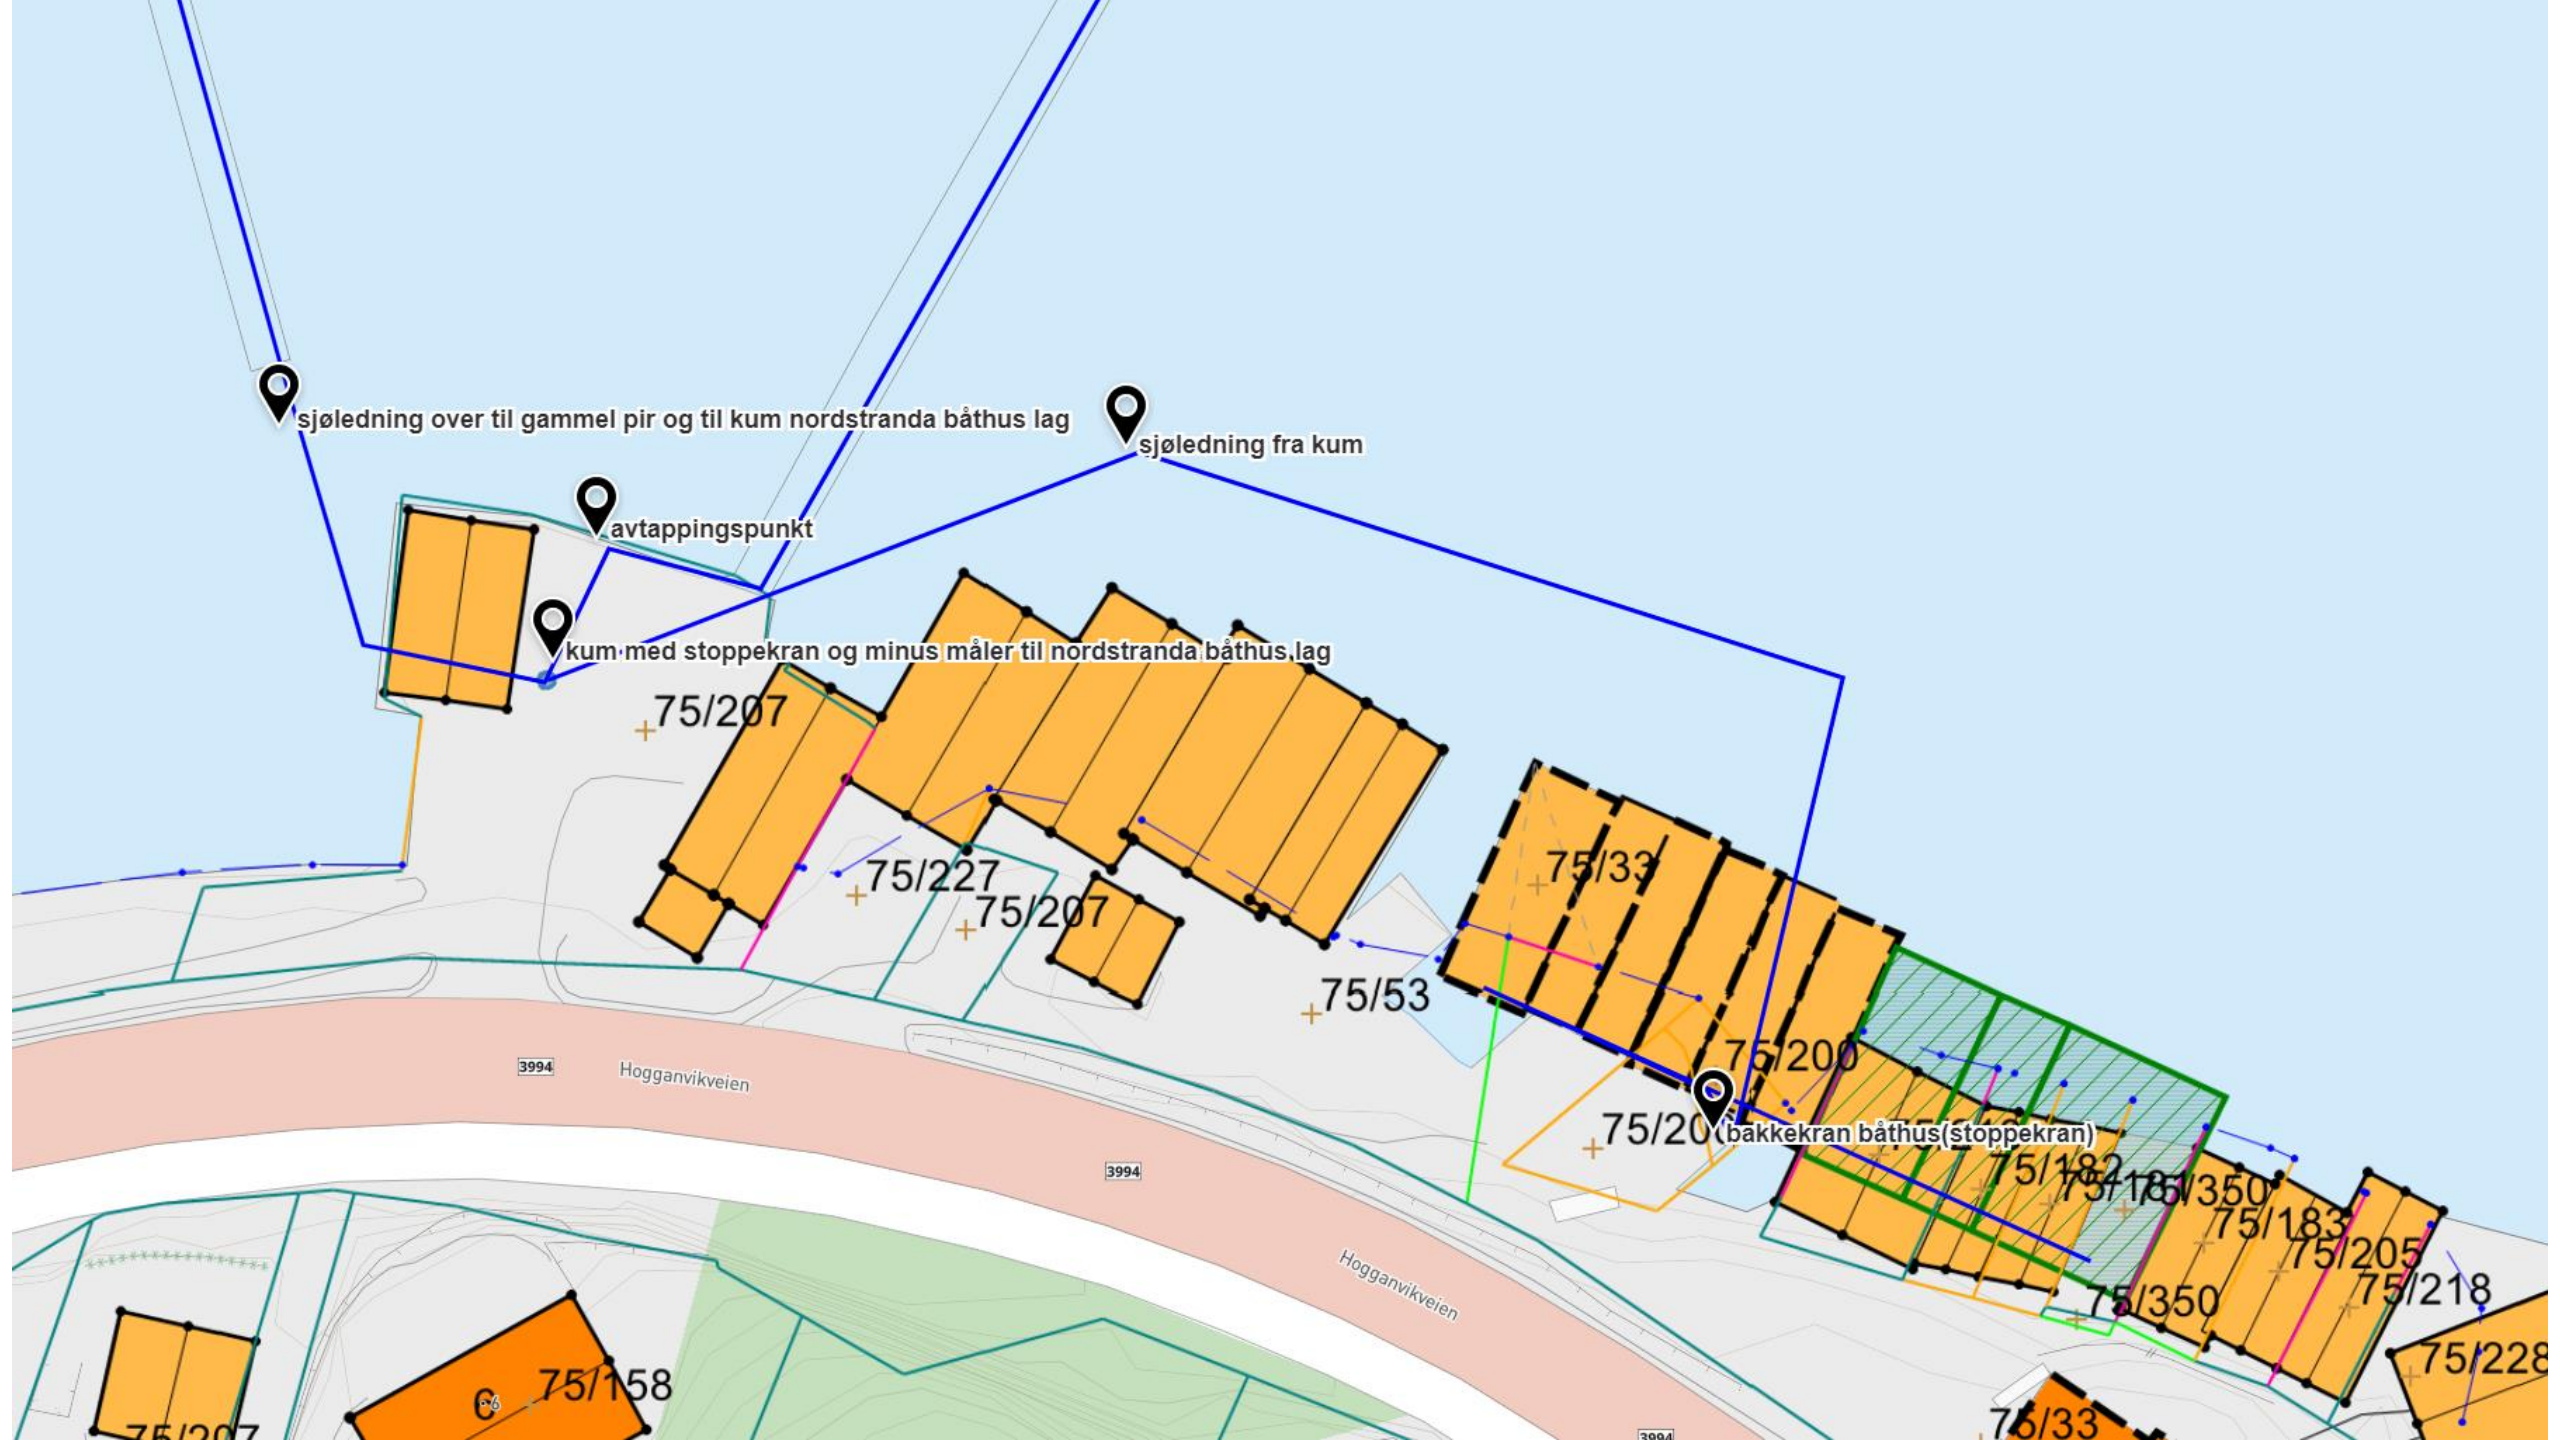 sjøledning over til gammel pir og til kum nordstranda båthus lag
sjøledning fra kum
avtappingspunkt
kum med stoppekran og minus måler til nordstranda båthus lag
75/207
75/33
75/227
75/207
75/53
75/200
bakkekran båthus(stoppekran)
3994
Hogganvikveien
3994
75/182
75/350
75/183
75/205
75/218
75/350
75/228
Hogganvikveien
75/158
6
75/33
75/207
3994